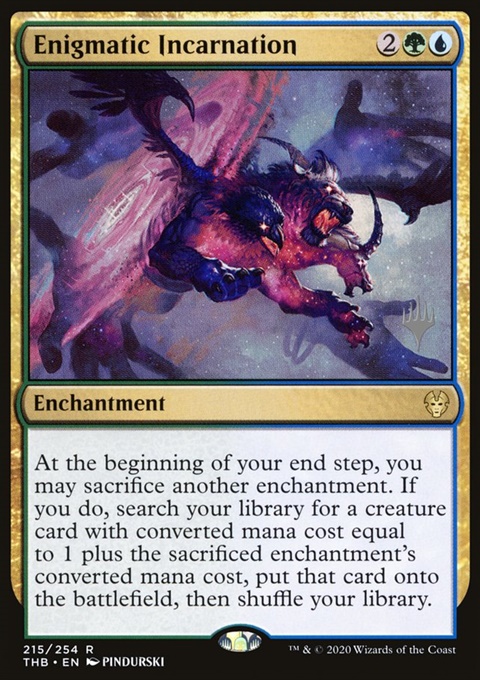 Enigmatic Incarnation 2
Enchantment
At the beginning of your end step, you
may sacrifice another enchantment. If
you do, search your library for a creature
card with converted mana cost equal
to 1 plus the sacrificed enchantment's
converted mana cost, put that card onto
the battlefield, then shuffle your library.
215/254 R
THB • EN PINDURSKI
™ & © 2020 Wizards of the Coast